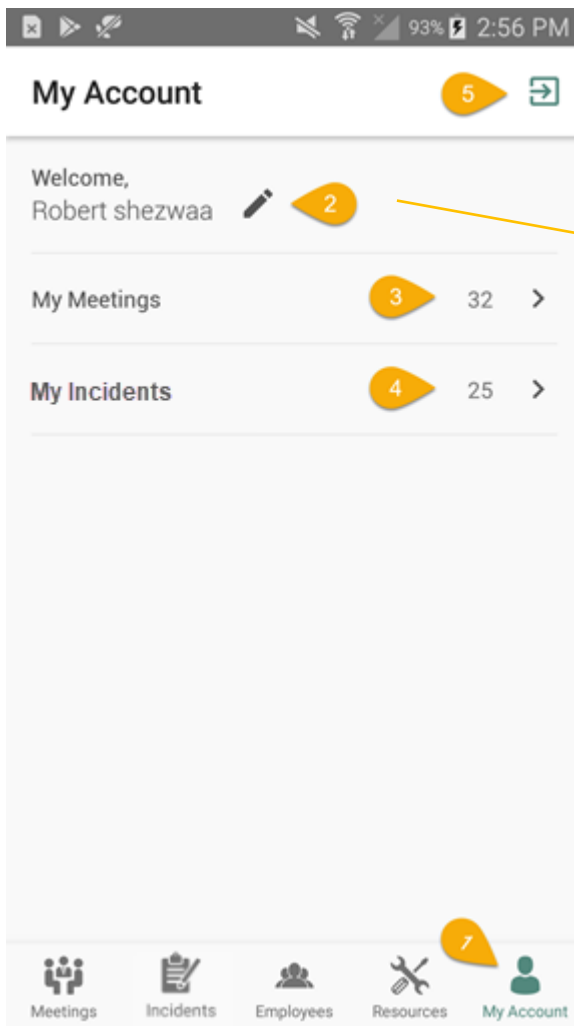 93% 2:56 PM
My Account 5
Welcome,
Robert shezwaa 2
My Meetings 3 32
My Incidents 4 25
1
Meetings Incidents Employees Resources My Account